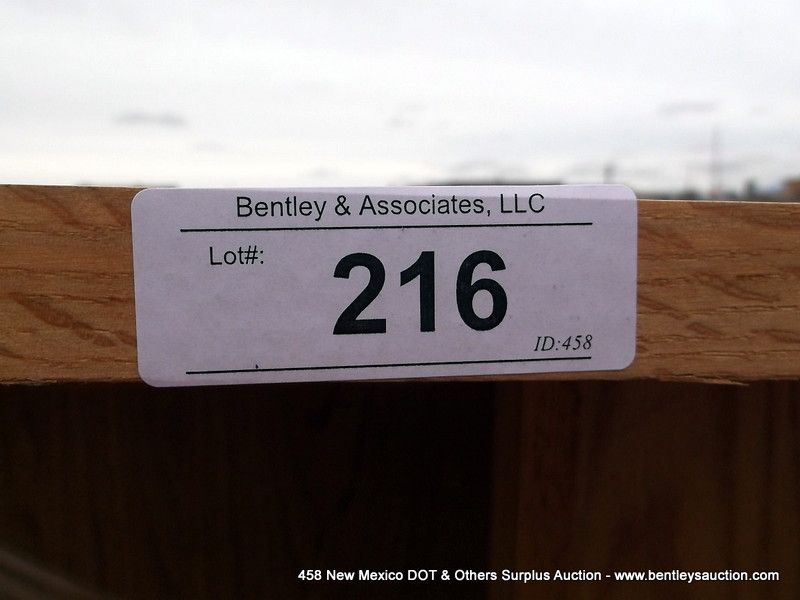 Bentley & Associates, LLC
Lot#:
216
ID:458
458 New Mexico DOT & Others Surplus Auction - www.bentleysauction.com